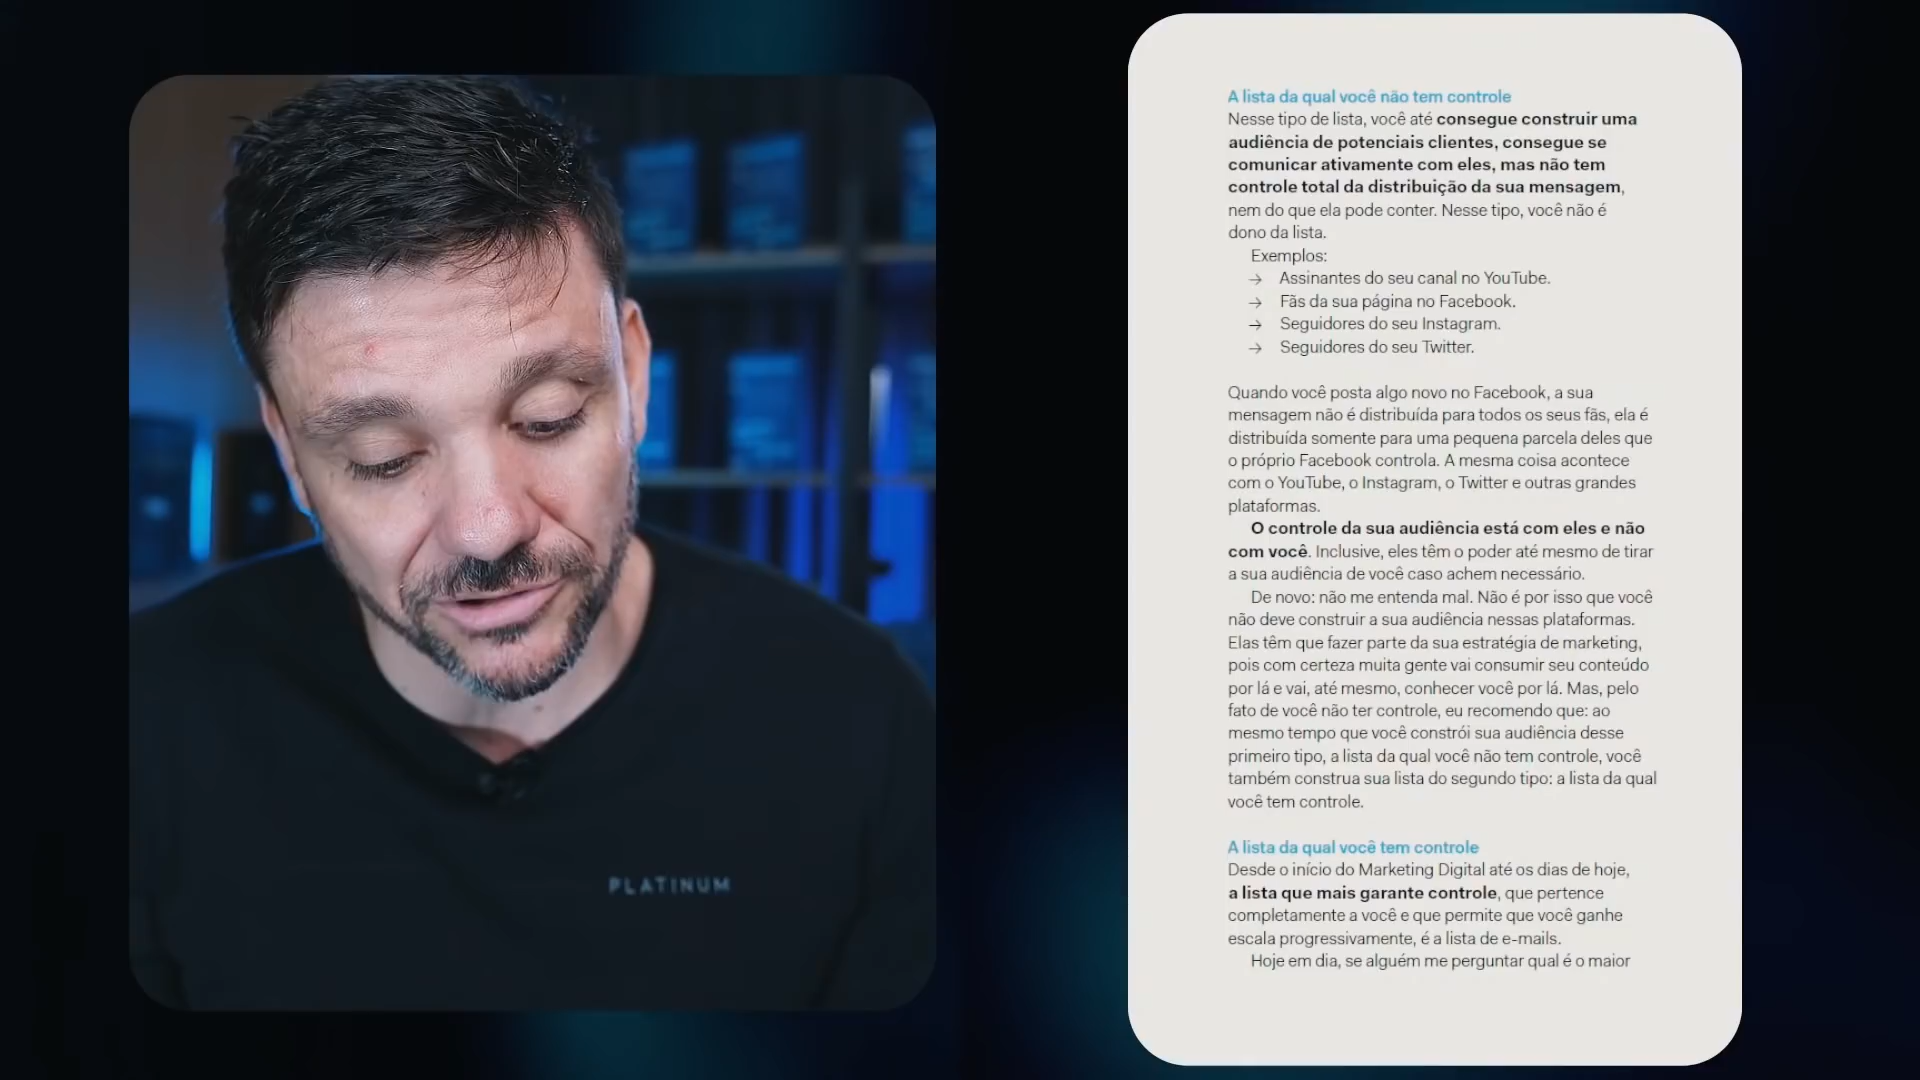 A lista da qual você não tem controle
Nesse tipo de lista, você até consegue construir uma
audiência de potenciais clientes, consegue se
comunicar ativamente com eles, mas não tem
controle total da distribuição da sua mensagem,
nem do que ela pode conter. Nesse tipo, você não é
dono da lista.
Exemplos:
→ Assinantes do seu canal no YouTube.
→ Fãs da sua página no Facebook.
→ Seguidores do seu Instagram.
→ Seguidores do seu Twitter.
Quando você posta algo novo no Facebook, a sua
mensagem não é distribuída para todos os seus fãs, ela é
distribuída somente para uma pequena parcela deles que
o próprio Facebook controla. A mesma coisa acontece
com o YouTube, o Instagram, o Twitter e outras grandes
plataformas.
O controle da sua audiência está com eles e não
com você. Inclusive, eles têm o poder até mesmo de tirar
a sua audiência de você caso achem necessário.
De novo: não me entenda mal. Não é por isso que você
não deve construir a sua audiência nessas plataformas.
Elas têm que fazer parte da sua estratégia de marketing,
pois com certeza muita gente vai consumir seu conteúdo
por lá e vai, até mesmo, conhecer você por lá. Mas, pelo
fato de você não ter controle, eu recomendo que: ao
mesmo tempo que você constrói sua audiência desse
primeiro tipo, a lista da qual você não tem controle, você
também construa sua lista do segundo tipo: a lista da qual
você tem controle.
A lista da qual você tem controle
Desde o início do Marketing Digital até os dias de hoje,
a lista que mais garante controle, que pertence
completamente a você e que permite que você ganhe
escala progressivamente, é a lista de e-mails.
Hoje em dia, se alguém me perguntar qual é o maior
PLATINUM